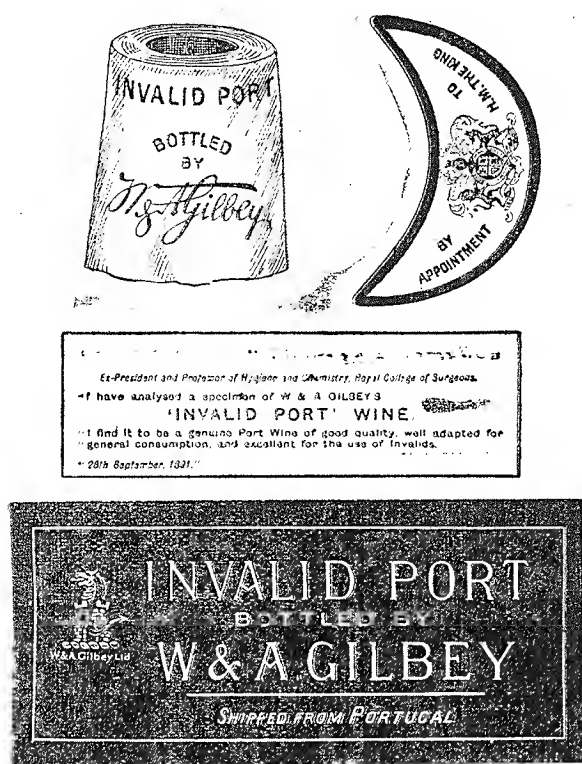 INVALID PORT
BOTTLED
BY
W & A Gilbey
TO
H.M. THE KING
BY
APPOINTMENT
Ex-President and Professor of Hygiene and Chemistry, Royal College of Surgeons.
"I have analysed a specimen of W & A GILBEYS
'INVALID PORT' WINE,
"I find it to be a genuine Port Wine of good quality, well adapted for
"general consumption, and excellent for the use of Invalids.
"28th September, 1891."
INVALID PORT
BOTTLED BY
W & A GILBEY
W&A Gilbey Ltd
SHIPPED FROM PORTUGAL